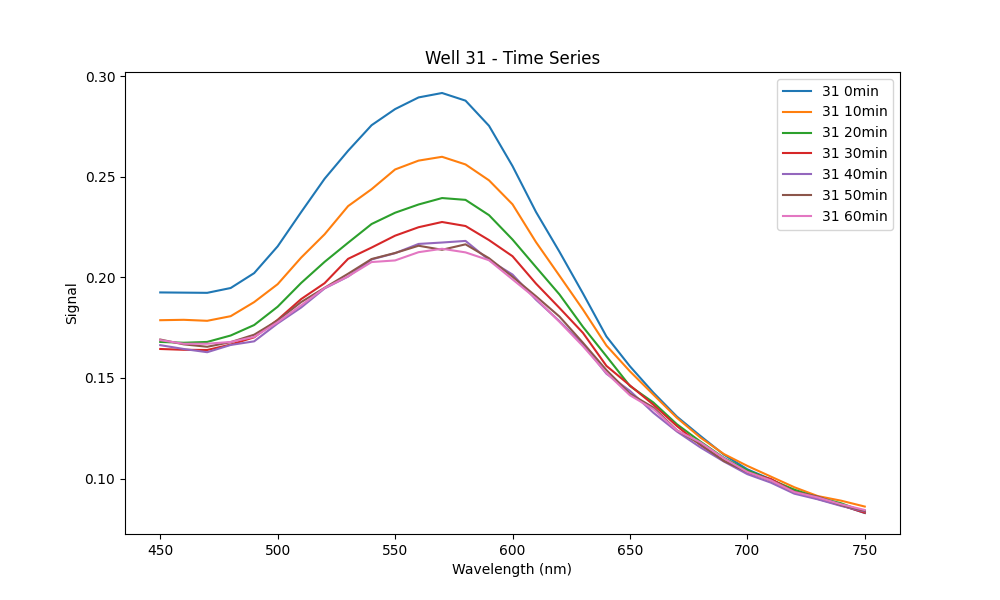 Well 31 - Time Series
0.30
0.25
0.20
0.15
0.10
Signal
450 500 550 600 650 700 750
Wavelength (nm)
31 0min
31 10min
31 20min
31 30min
31 40min
31 50min
31 60min